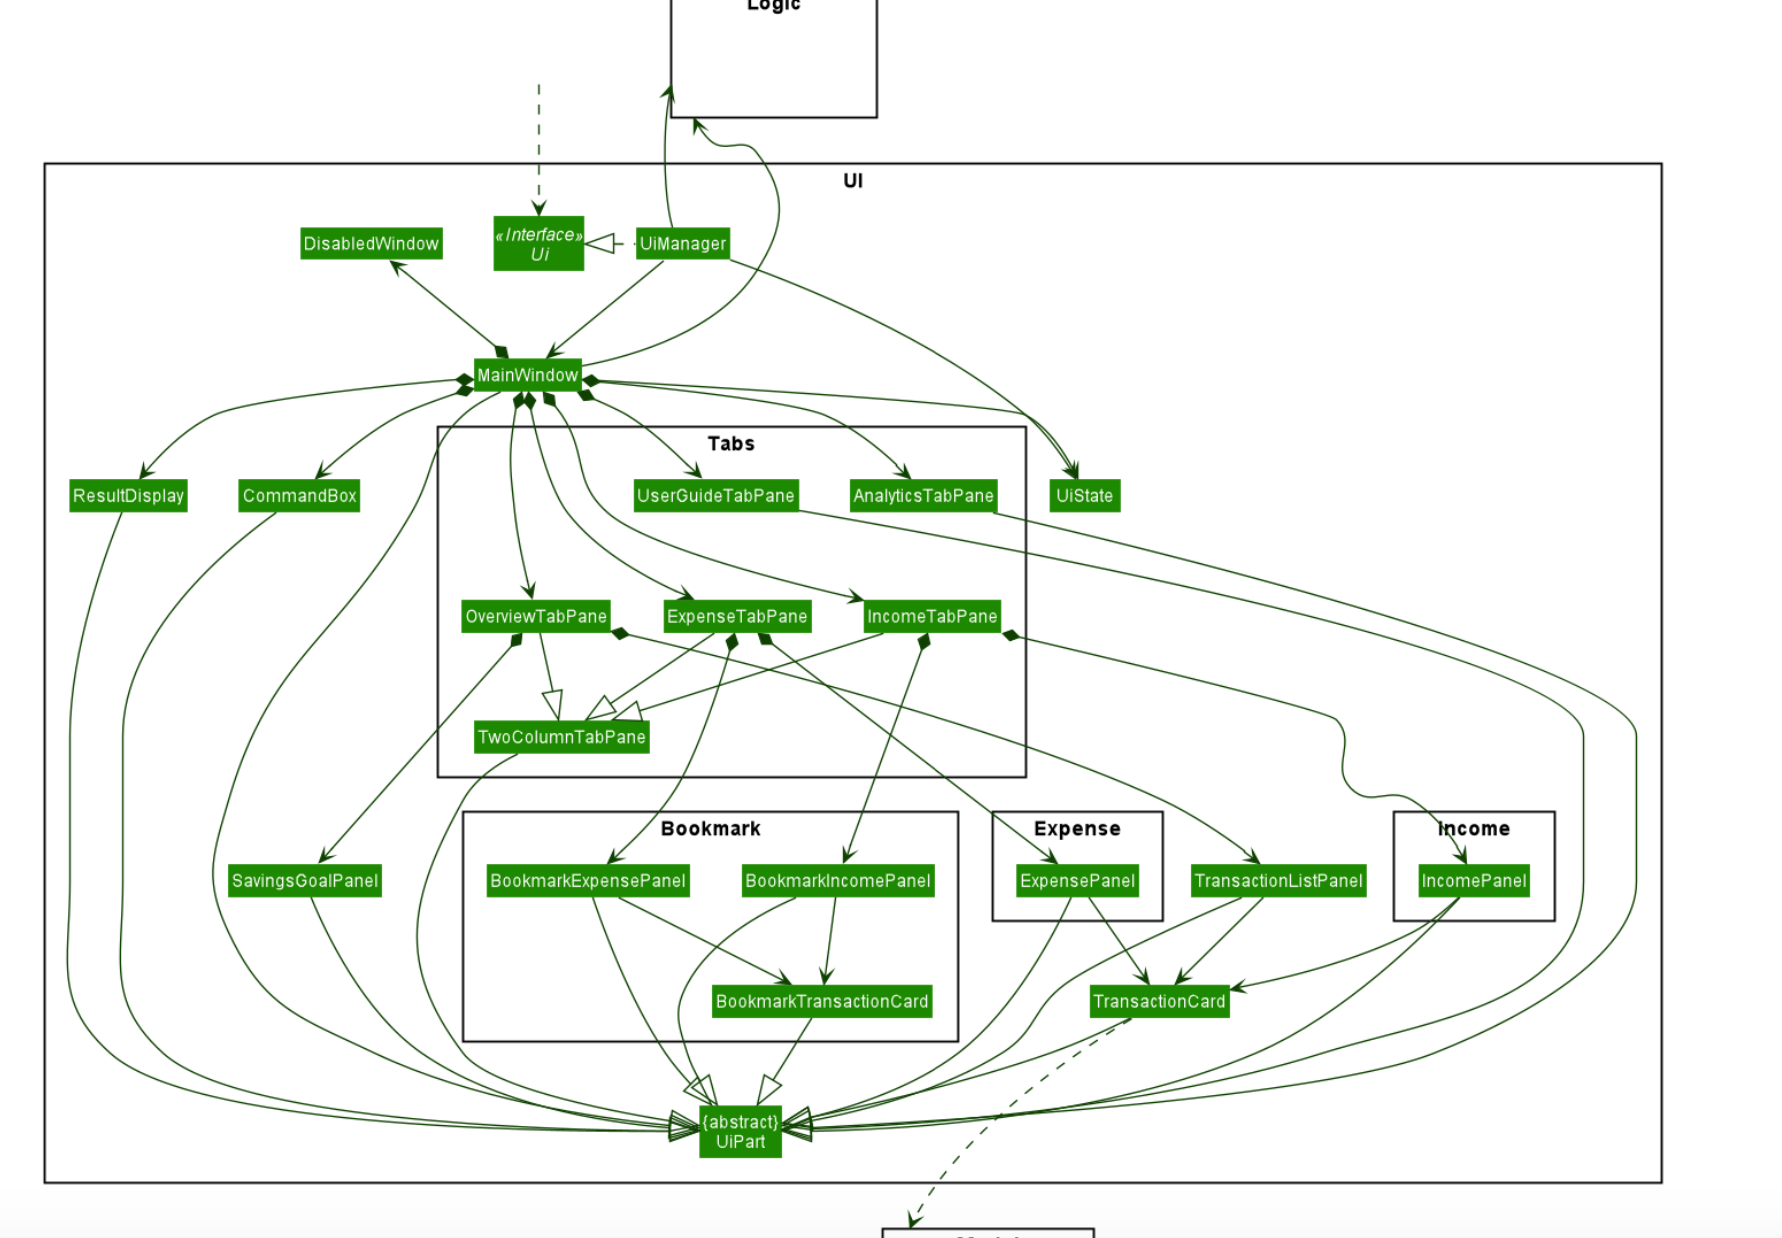 Logic
UI
DisabledWindow
«Interface»
Ui
UiManager
MainWindow
Tabs
ResultDisplay
CommandBox
UserGuideTabPane
AnalyticsTabPane
UiState
OverviewTabPane
ExpenseTabPane
IncomeTabPane
TwoColumnTabPane
Bookmark
Expense
Income
SavingsGoalPanel
BookmarkExpensePanel
BookmarkIncomePanel
ExpensePanel
TransactionListPanel
IncomePanel
BookmarkTransactionCard
TransactionCard
{abstract}
UiPart